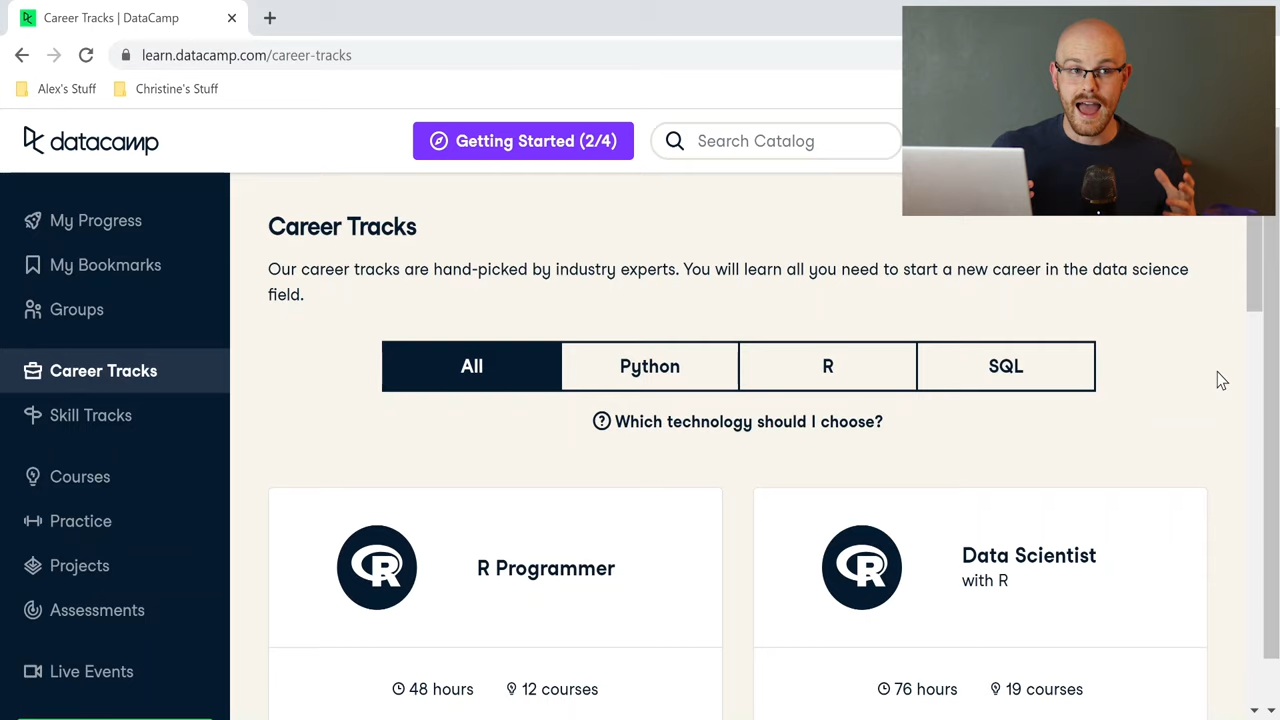 Career Tracks | DataCamp
learn.datacamp.com/career-tracks
Alex's Stuff
Christine's Stuff
datacamp
Getting Started (2/4)
Search Catalog
My Progress
My Bookmarks
Groups
Career Tracks
Skill Tracks
Courses
Practice
Projects
Assessments
Live Events
Career Tracks
Our career tracks are hand-picked by industry experts. You will learn all you need to start a new career in the data science
field.
All
Python
R
SQL
Which technology should I choose?
R Programmer
48 hours
12 courses
Data Scientist
with R
76 hours
19 courses